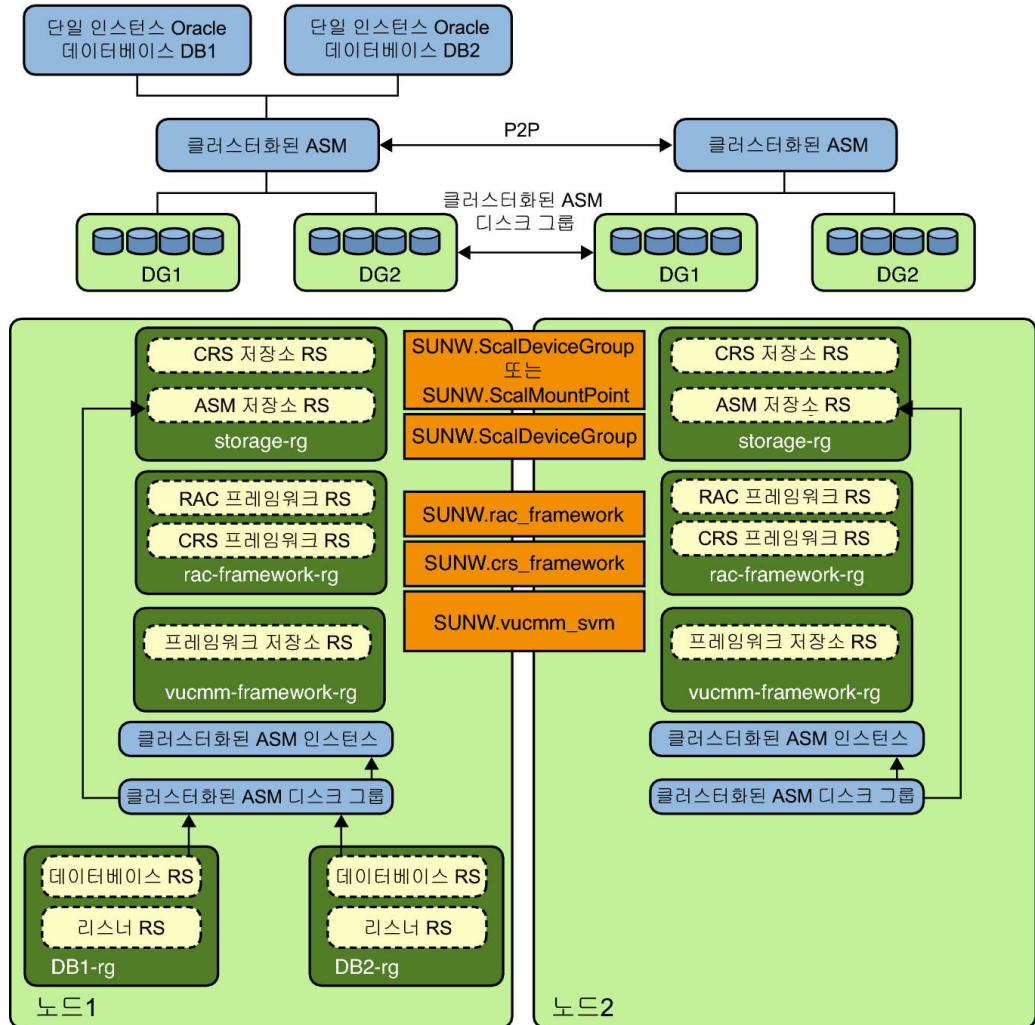 단일 인스턴스 Oracle
데이터베이스 DB1
단일 인스턴스 Oracle
데이터베이스 DB2
클러스터화된 ASM
P2P
클러스터화된 ASM
클러스터화된 ASM
디스크 그룹
DG1
DG2
DG1
DG2
CRS 저장소 RS
ASM 저장소 RS
storage-rg
SUNW.ScalDeviceGroup
또는
SUNW.ScalMountPoint
SUNW.ScalDeviceGroup
CRS 저장소 RS
ASM 저장소 RS
storage-rg
RAC 프레임워크 RS
CRS 프레임워크 RS
rac-framework-rg
SUNW.rac_framework
SUNW.crs_framework
RAC 프레임워크 RS
CRS 프레임워크 RS
rac-framework-rg
프레임워크 저장소 RS
vucmm-framework-rg
SUNW.vucmm_svm
프레임워크 저장소 RS
vucmm-framework-rg
클러스터화된 ASM 인스턴스
클러스터화된 ASM 디스크 그룹
클러스터화된 ASM 인스턴스
클러스터화된 ASM 디스크 그룹
데이터베이스 RS
리스너 RS
DB1-rg
데이터베이스 RS
리스너 RS
DB2-rg
노드1
노드2